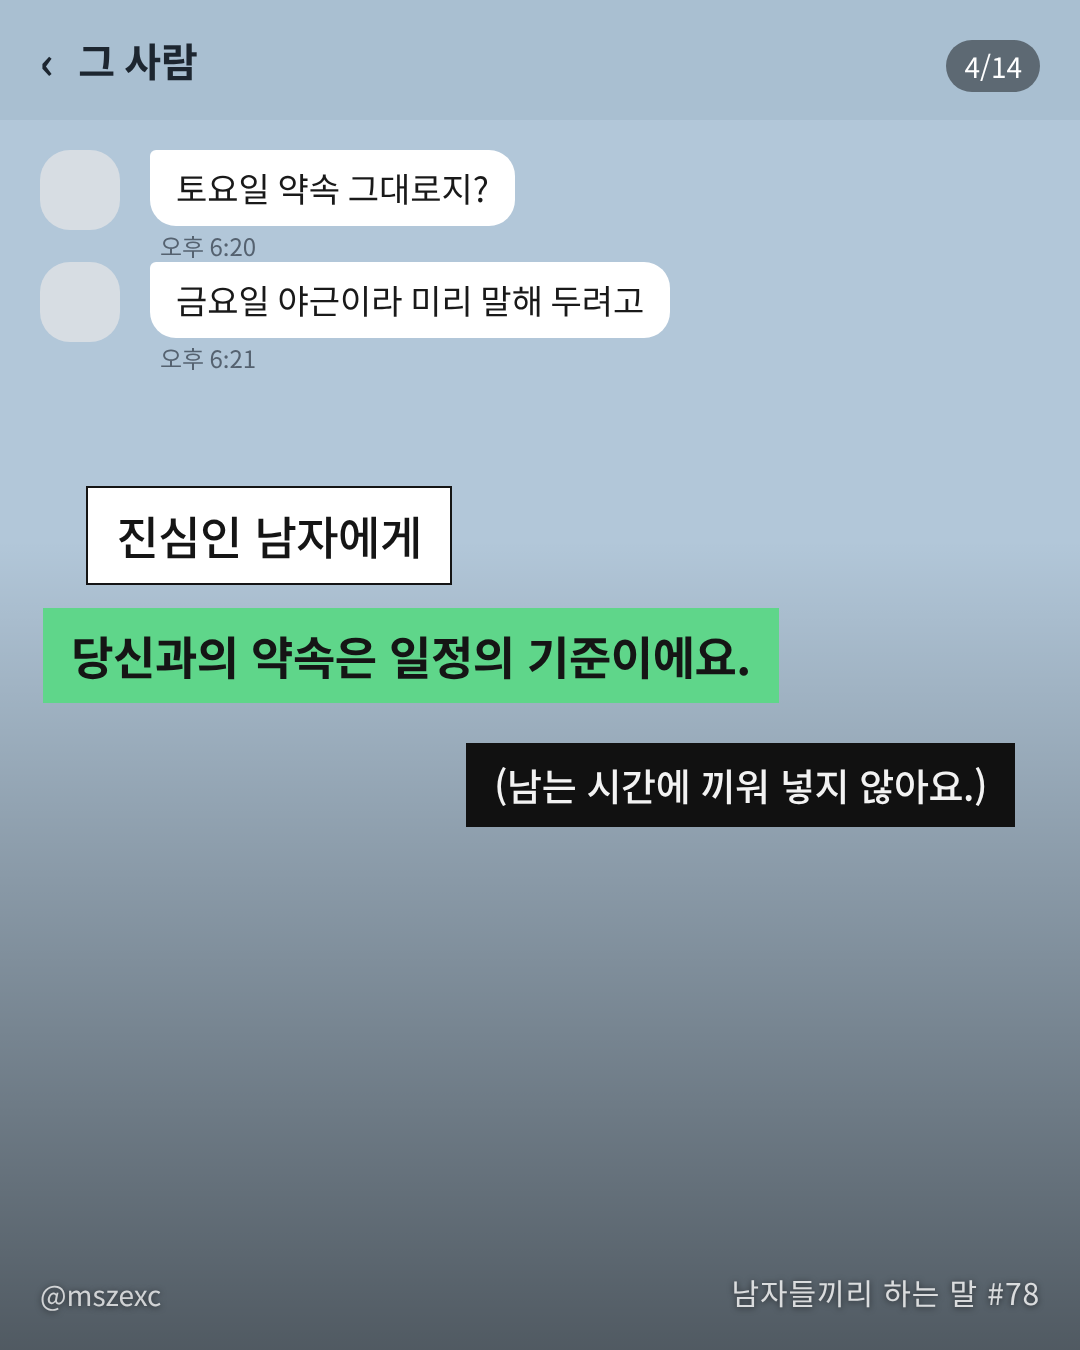 ‹ 그 사람
4/14
토요일 약속 그대로지?
오후 6:20
금요일 야근이라 미리 말해 두려고
오후 6:21
진심인 남자에게
당신과의 약속은 일정의 기준이에요.
(남는 시간에 끼워 넣지 않아요.)
@mszexc
남자들끼리 하는 말 #78